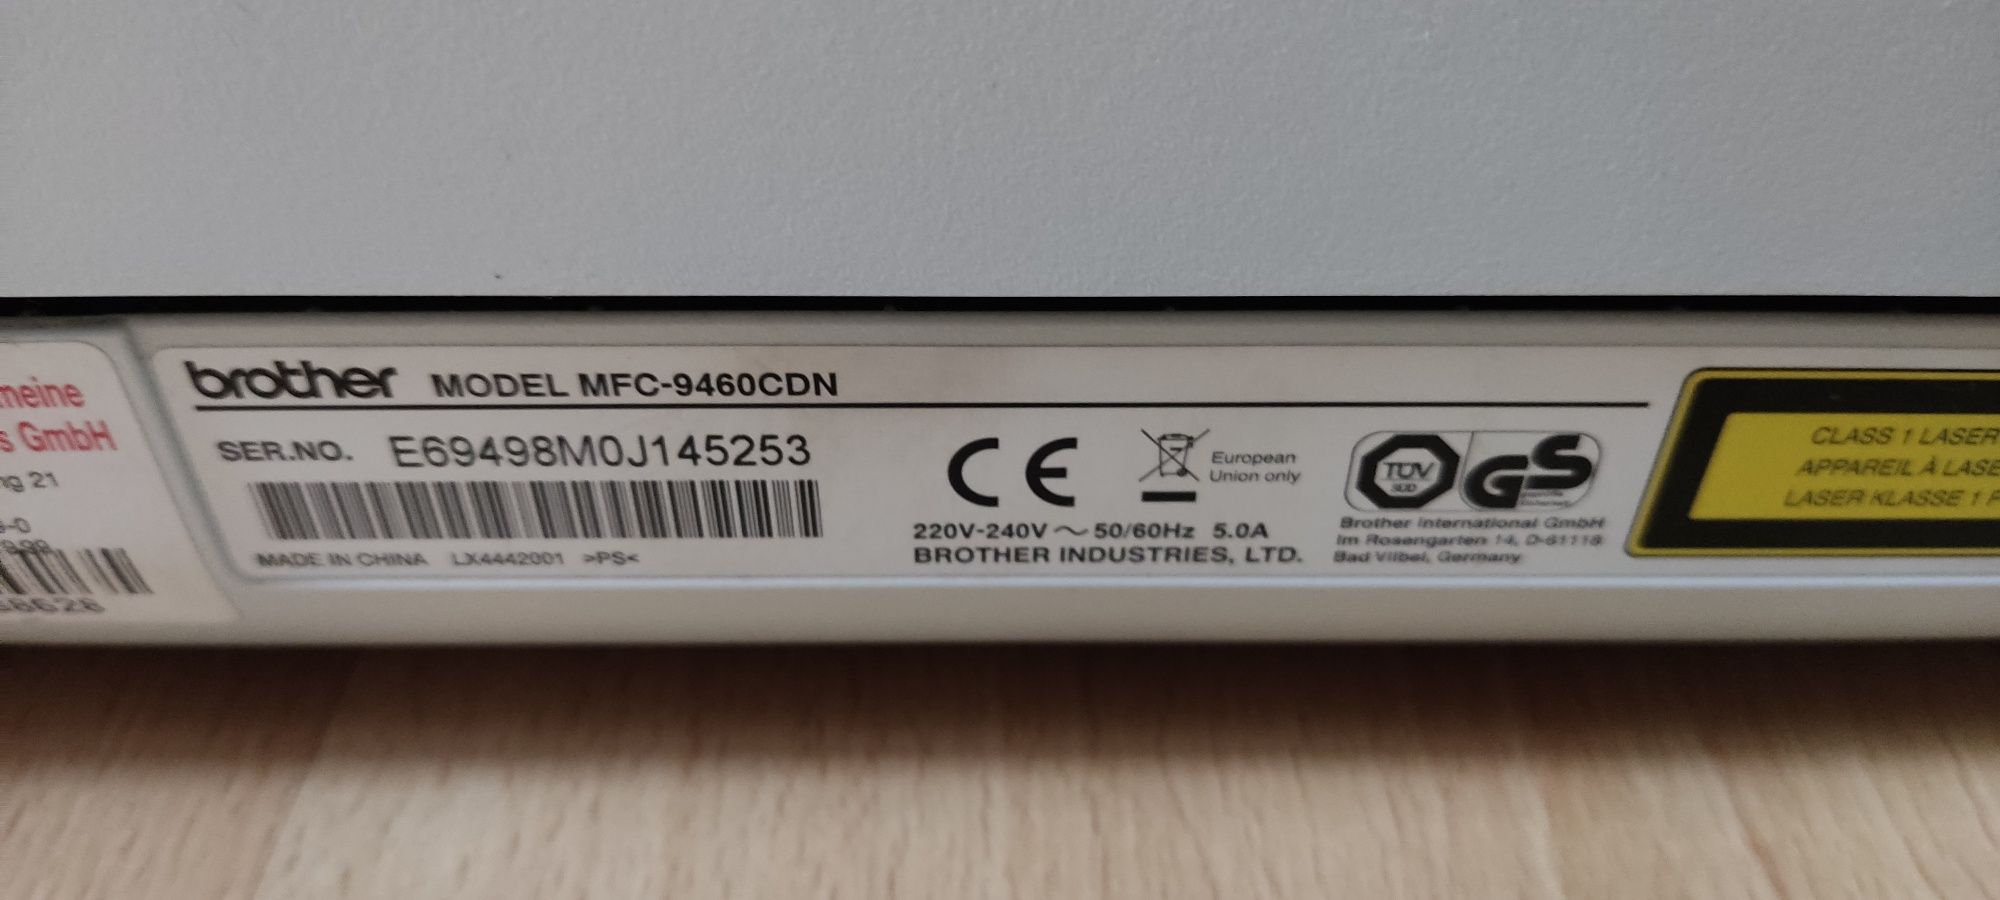 meine
s GmbH
ng 21
9-0
brother MODEL MFC-9460CDN
SER.NO. E69498M0J145253
MADE IN CHINA LX4442001 >PS<
European
Union only
220V-240V ~ 50/60Hz 5.0A
BROTHER INDUSTRIES, LTD.
TÜV
SÜD
GS
Brother International GmbH
Im Rosengarten 14, D-61118
Bad Vilbel, Germany
CLASS 1 LASER
APPAREIL À LASE
LASER KLASSE 1 P